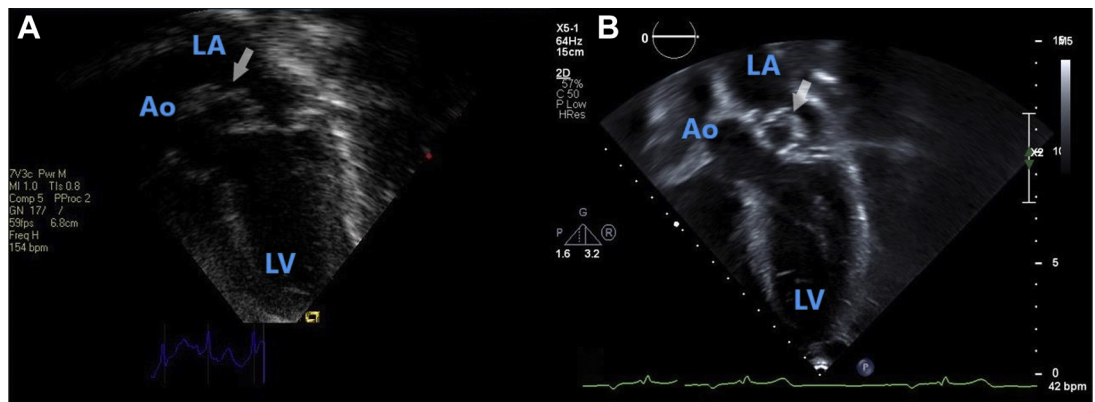 A
LA
Ao
LV
7V3c Pwr M
MI 1.0 TIs 0.8
Comp 5 PProc 2
GN 17/ /
59fps 6.8cm
Freq H
154 bpm
B
X5-1
64Hz
15cm
0
2D
57%
C 50
P Low
HRes
LA
Ao
LV
G
P R
1.6 3.2
M5
X2
10
5
0
P
42 bpm